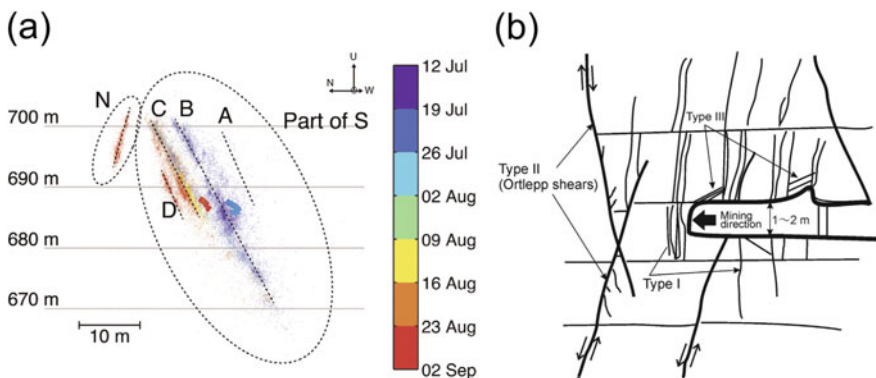 (a)
U
N W
N
C B A
Part of S
D
700 m
690 m
680 m
670 m
10 m
12 Jul
19 Jul
26 Jul
02 Aug
09 Aug
16 Aug
23 Aug
02 Sep
(b)
Type III
Type II
(Ortlepp shears)
Mining
direction
1~2 m
Type I